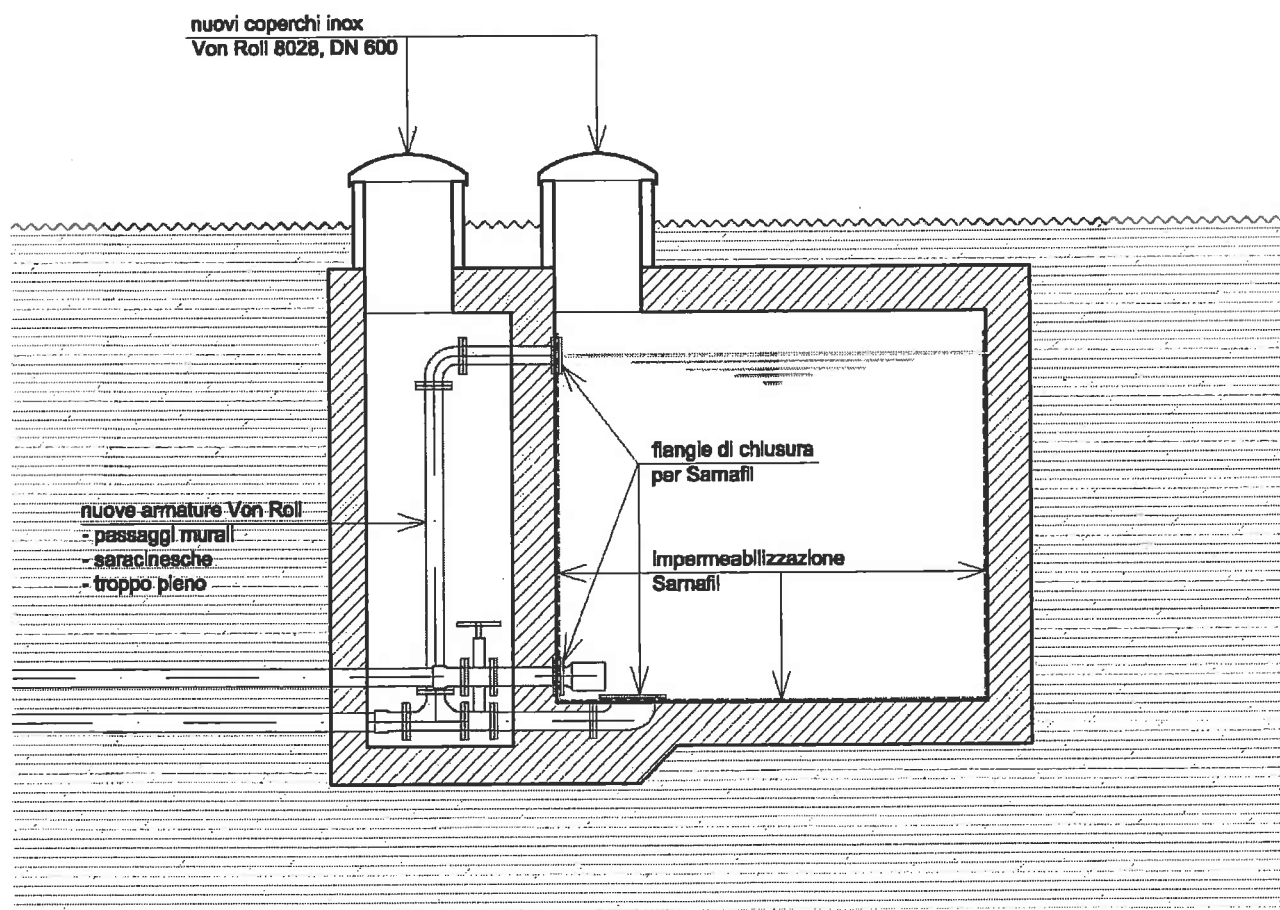 nuovi coperchi inox
Von Roll 8028, DN 600
flangie di chiusura
per Sarnafil
nuove armature Von Roll
- passaggi murali
- saracinesche
- troppo pieno
impermeabilizzazione
Sarnafil